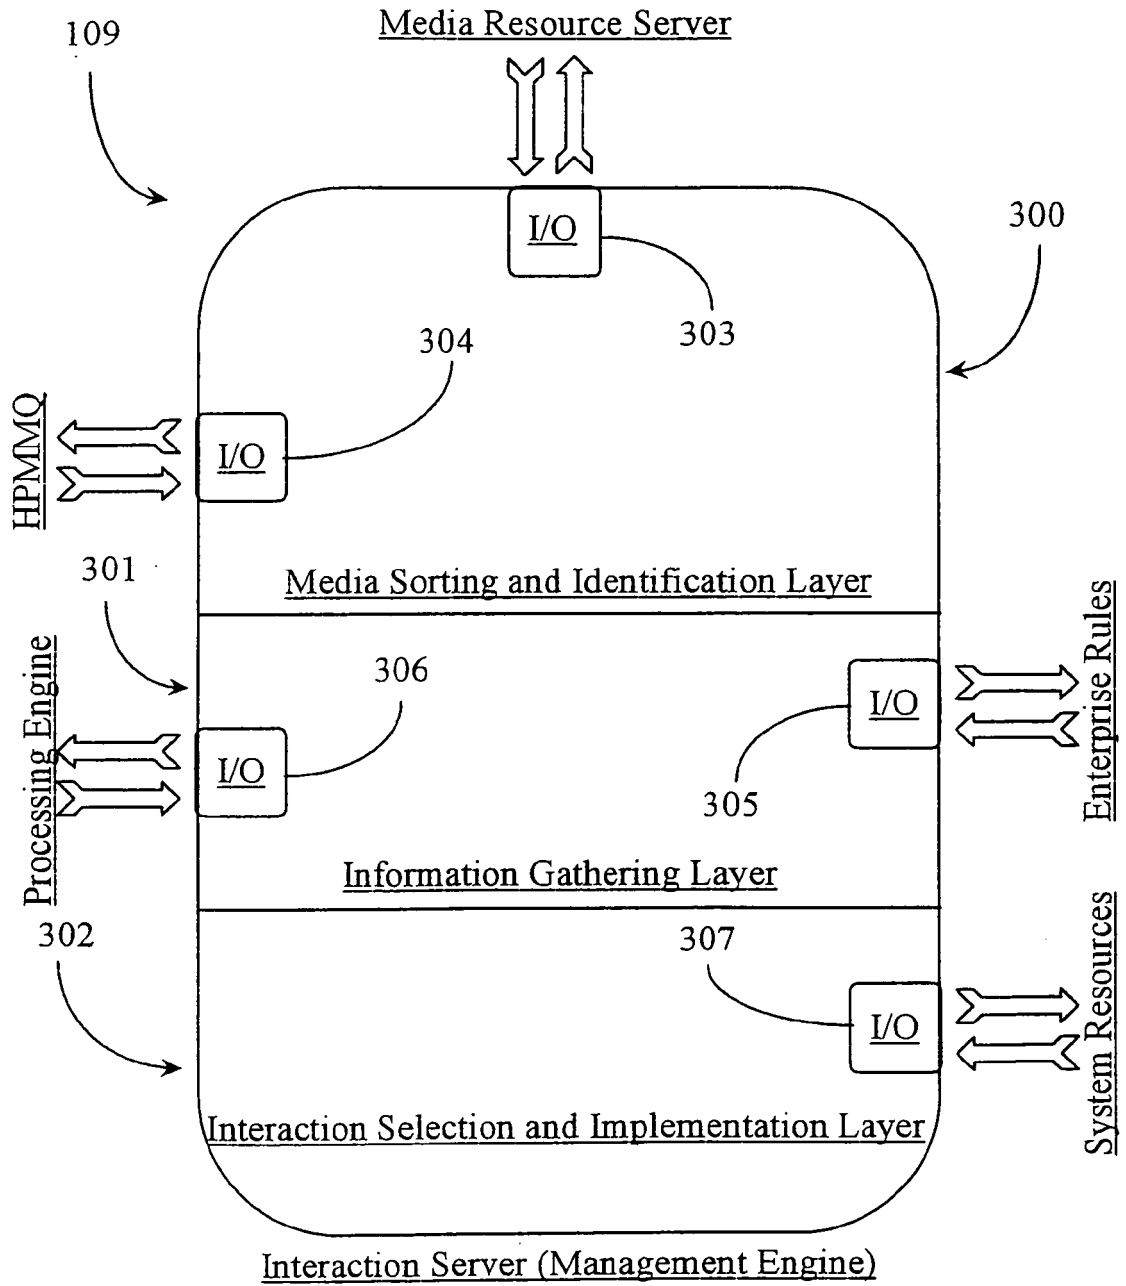 Media Resource Server
109
I/O
300
303
304
HPMMQ
I/O
301
Media Sorting and Identification Layer
Processing Engine
306
I/O
I/O
305
Enterprise Rules
Information Gathering Layer
302
307
I/O
System Resources
Interaction Selection and Implementation Layer
Interaction Server (Management Engine)